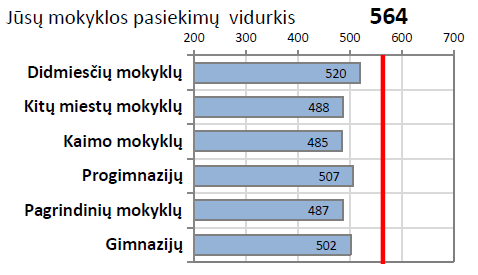 Jūsų mokyklos pasiekimų vidurkis 564
200 300 400 500 600 700
Didmiesčių mokyklų 520
Kitų miestų mokyklų 488
Kaimo mokyklų 485
Progimnazijų 507
Pagrindinių mokyklų 487
Gimnazijų 502